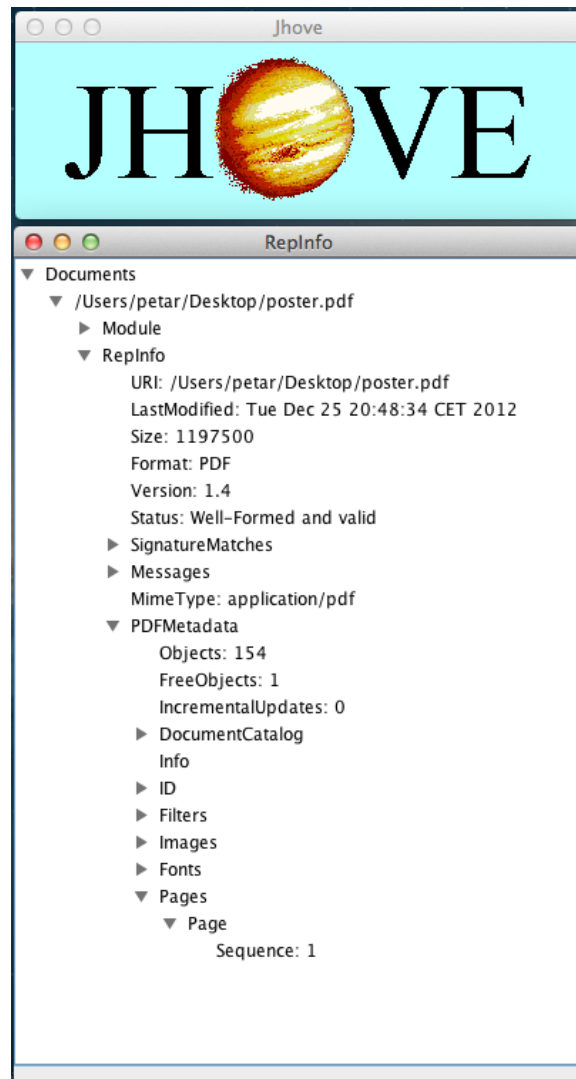 Jhove
JHOVE
RepInfo
Documents
/Users/petar/Desktop/poster.pdf
Module
RepInfo
URI: /Users/petar/Desktop/poster.pdf
LastModified: Tue Dec 25 20:48:34 CET 2012
Size: 1197500
Format: PDF
Version: 1.4
Status: Well-Formed and valid
SignatureMatches
Messages
MimeType: application/pdf
PDFMetadata
Objects: 154
FreeObjects: 1
IncrementalUpdates: 0
DocumentCatalog
Info
ID
Filters
Images
Fonts
Pages
Page
Sequence: 1